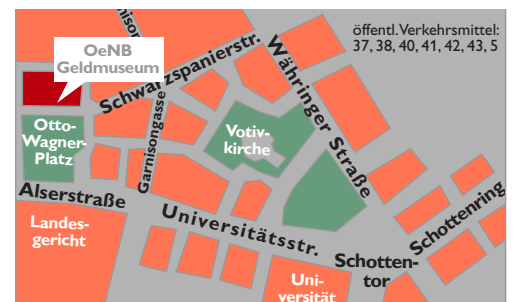 nisong
OeNB
Geldmuseum
öffentl. Verkehrsmittel:
37, 38, 40, 41, 42, 43, 5
Schwarzspanierstr.
Währinger Straße
Garnisongasse
Otto-
Wagner-
Platz
Votiv-
kirche
Alserstraße
Universitätsstr.
Landes-
gericht
Schotten-
tor
Schottenring
Uni-
versität